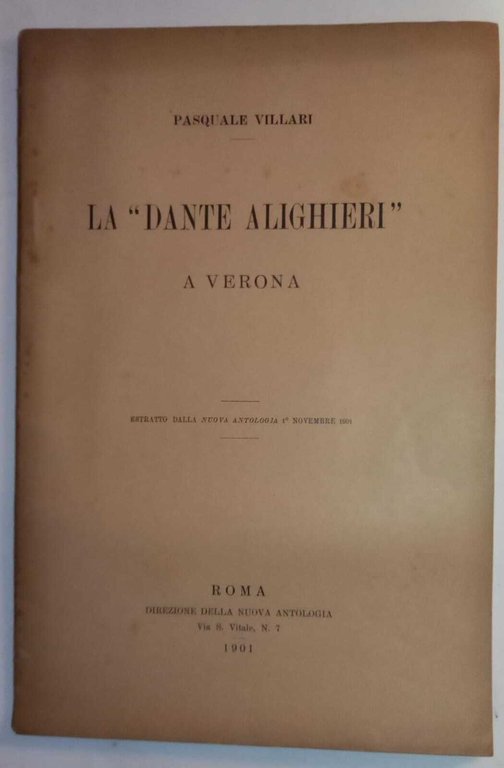 PASQUALE VILLARI
LA "DANTE ALIGHIERI"
A VERONA
ESTRATTO DALLA NUOVA ANTOLOGIA 1º NOVEMBRE 1901
ROMA
DIREZIONE DELLA NUOVA ANTOLOGIA
Via S. Vitale, N. 7
1901